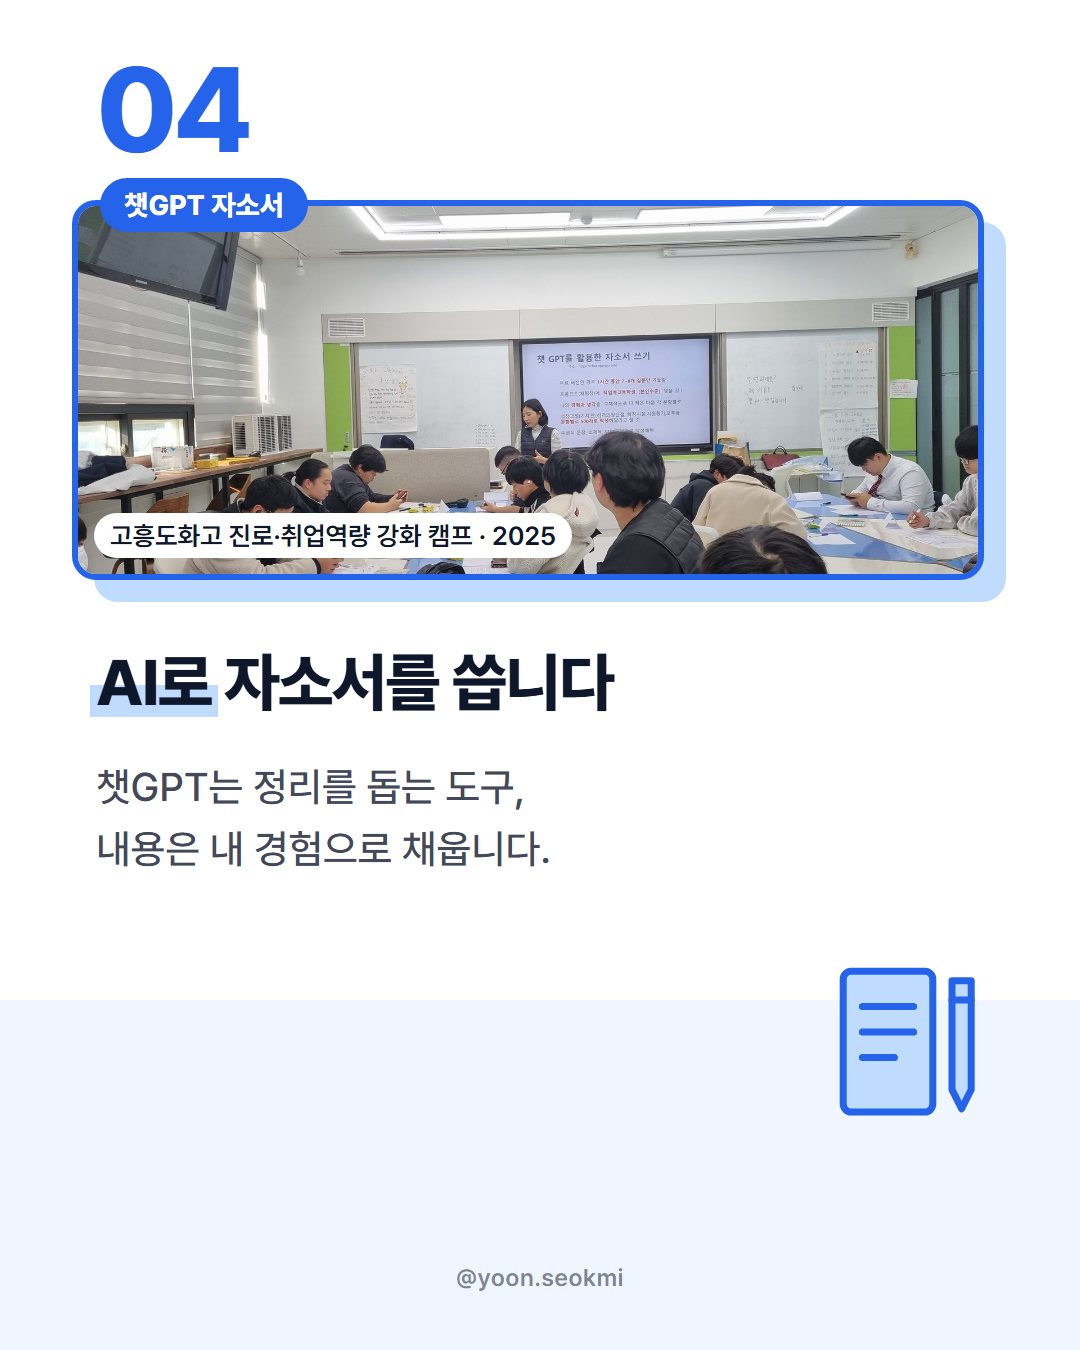 04
챗GPT 자소서
챗 GPT를 활용한 자소서 쓰기
고흥도화고 진로·취업역량 강화 캠프 · 2025
AI로 자소서를 씁니다
챗GPT는 정리를 돕는 도구,
내용은 내 경험으로 채웁니다.
@yoon.seokmi